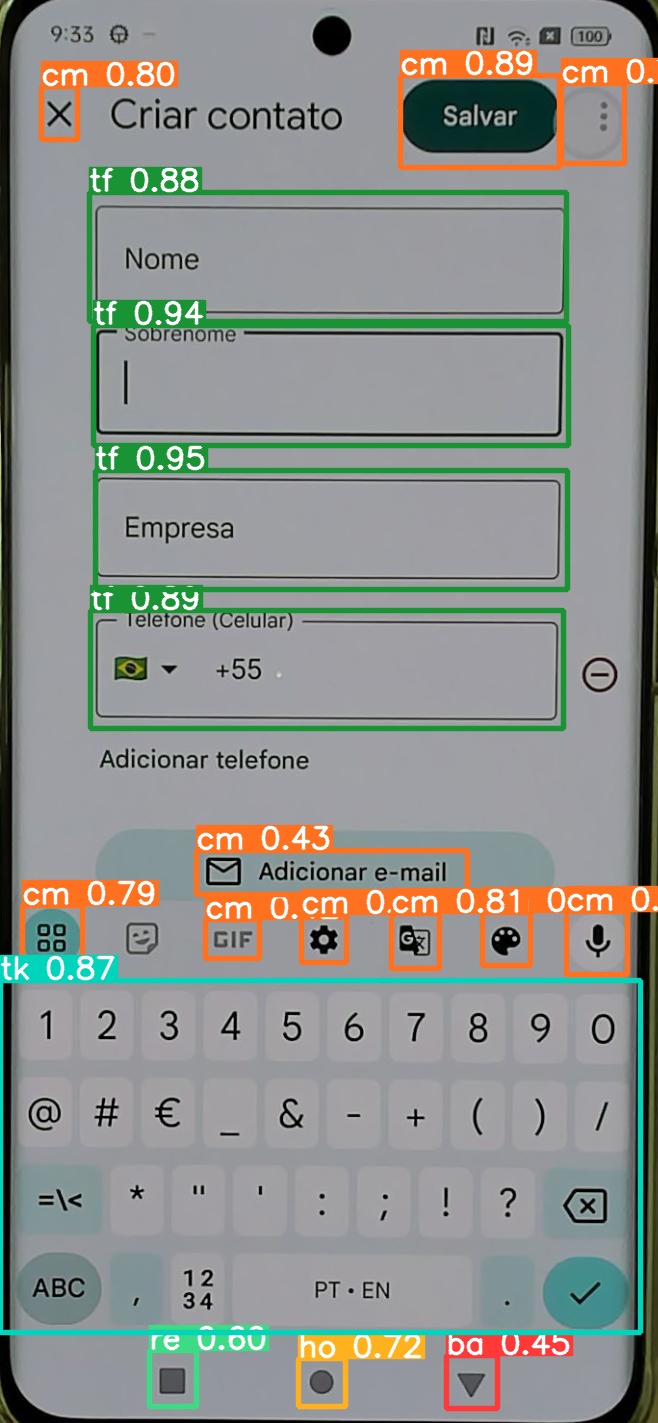 9:33 100
cm 0.80 cm 0.89 cm 0.
Criar contato Salvar
tf 0.88
Nome
tf 0.94
Sobrenome
tf 0.95
Empresa
tf 0.89
Telefone (Celular)
+55
Adicionar telefone
cm 0.43
Adicionar e-mail
cm 0.79 cm 0. cm 0. cm 0.81 0cm 0.
GIF G
tk 0.87
1 2 3 4 5 6 7 8 9 0
@ # € _ & - + ( ) /
=\< * " ' : ; ! ?
ABC , 12 34 PT • EN .
re 0.60 ho 0.72 ba 0.45